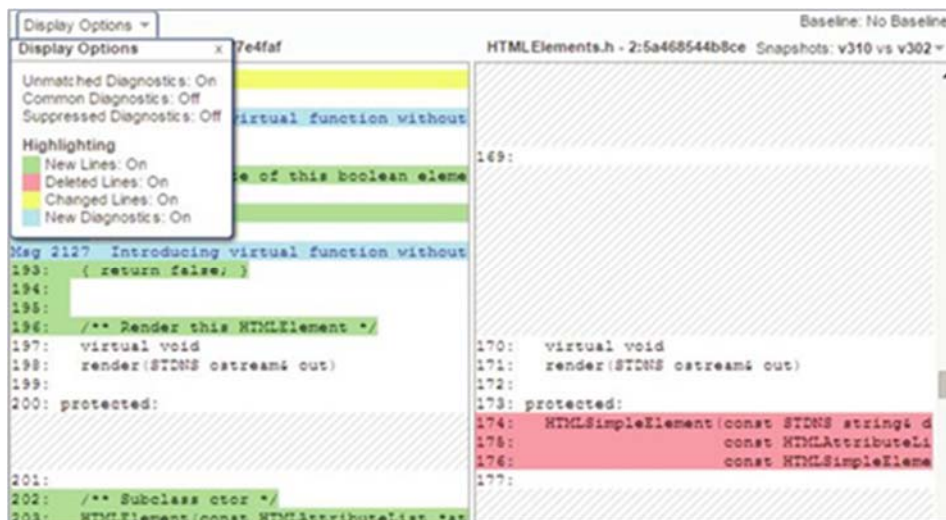 Display Options
Baseline: No Baseline
Display Options x
7e4faf
HTMLElements.h - 2:5a468544b8ce Snapshots: v310 vs v302
Unmatched Diagnostics: On
Common Diagnostics: Off
Suppressed Diagnostics: Off
Highlighting
New Lines: On
Deleted Lines: On
Changed Lines: On
New Diagnostics: On
virtual function without
of this boolean eleme
Msg 2127 Introducing virtual function without
193: { return false; }
194:
195:
196: /** Render this HTMLElement */
197: virtual void
198: render(STDNS ostream& out)
199:
200: protected:
201:
202: /** Subclass ctor */
203: HTMLElement(const HTMLAttributeList *at
169:
170: virtual void
171: render(STDNS ostream& out)
172:
173: protected:
174: HTMLSimpleElement(const STDNS string& d
175: const HTMLAttributeLi
176: const HTMLSimpleEleme
177: